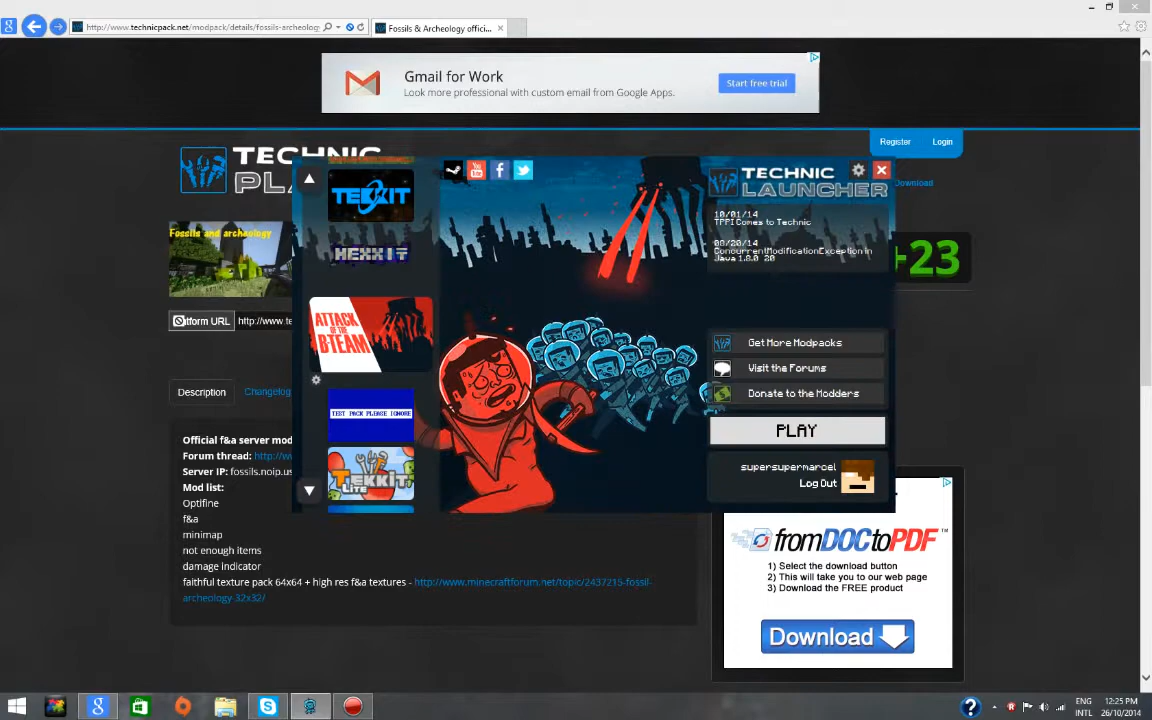 http://www.technicpack.net/modpack/details/fossils-archeology
Fossils & Archeology offici...
Gmail for Work
Look more professional with custom email from Google Apps.
Start free trial
Register
Login
TECHNIC
Download
Fossils and archeology
+23
Platform URL
http://www.te
Description
Changelog
Official f&a server mod
Forum thread: http://ww
Server IP: fossils.noip.us
Mod list:
Optifine
f&a
minimap
not enough items
damage indicator
faithful texture pack 64x64 + high res f&a textures - http://www.minecraftforum.net/topic/2437215-fossil-
archeology-32x32/
TEKKIT
HEXXIT
ATTACK
OF THE
B-TEAM
TEST PACK PLEASE IGNORE
TEKKIT
Lite
TECHNIC
LAUNCHER
10/01/14
TPPI Comes to Technic
08/20/14
ConcurrentModificationException in
Java 1.8.0_20
Get More Modpacks
Visit the Forums
Donate to the Modders
PLAY
supersupermarcel
Log Out
fromDOCtoPDF
1) Select the download button
2) This will take you to our web page
3) Download the FREE product
Download
ENG
INTL
12:25 PM
26/10/2014